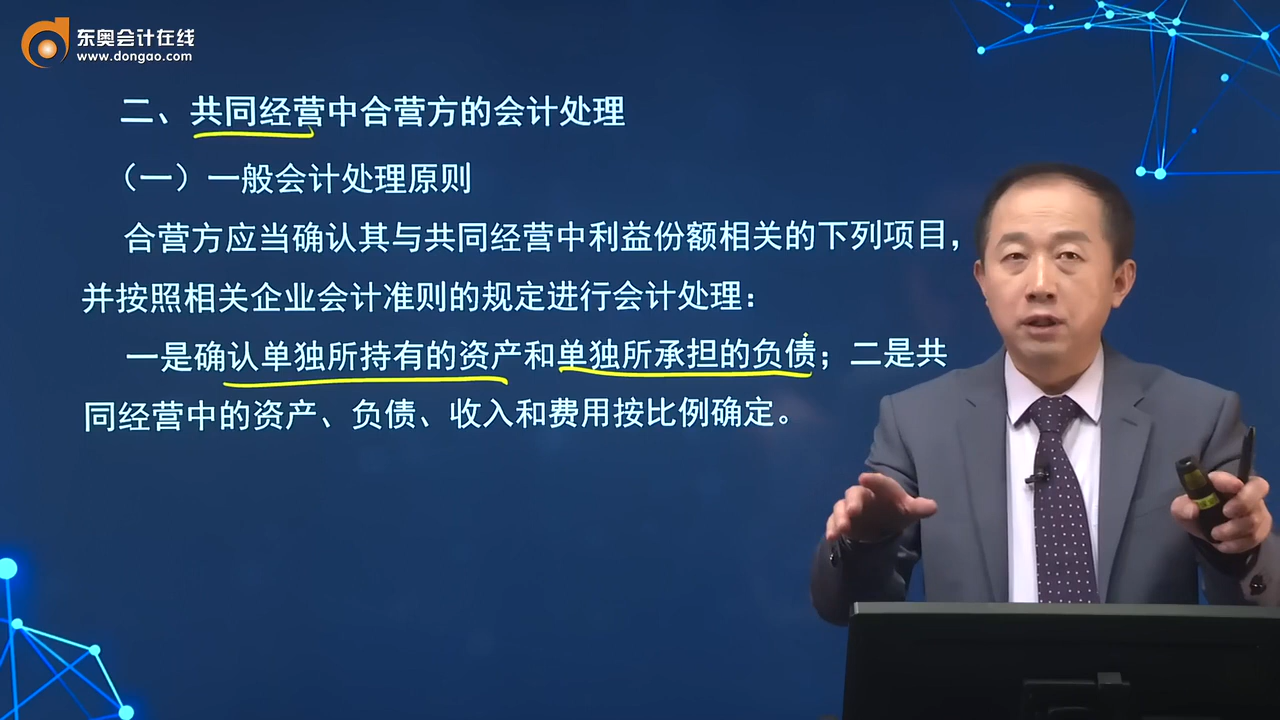 东奥会计在线
www.dongao.com
二、共同经营中合营方的会计处理
（一）一般会计处理原则
合营方应当确认其与共同经营中利益份额相关的下列项目，
并按照相关企业会计准则的规定进行会计处理：
一是确认单独所持有的资产和单独所承担的负债；二是共
同经营中的资产、负债、收入和费用按比例确定。